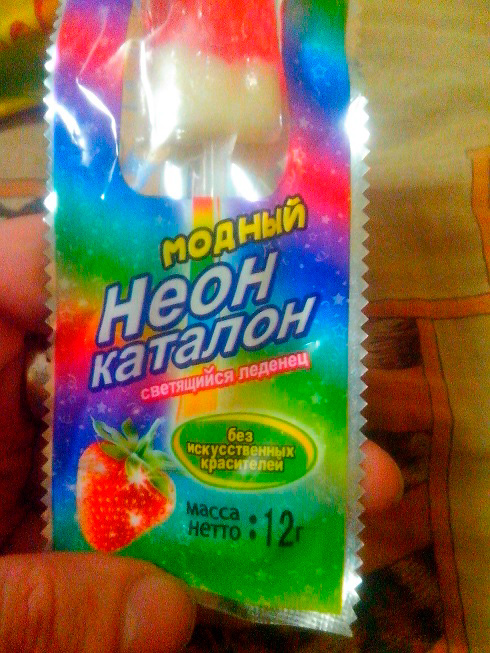 модный
Неон
каталон
светящийся леденец
без
искусственных
красителей
масса
нетто : 12г